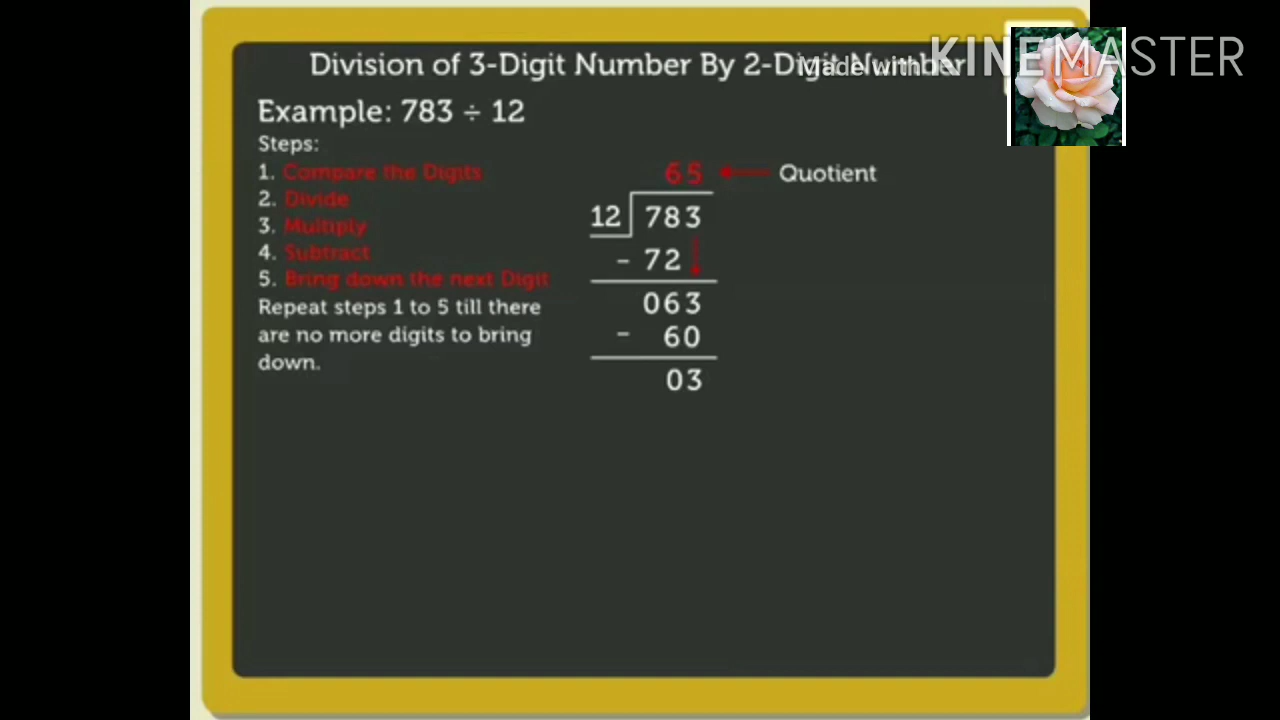 Division of 3-Digit Number By 2-Digit Number
Made with KINEMASTER
Example: 783 ÷ 12
Steps:
1. Compare the Digits
2. Divide
3. Multiply
4. Subtract
5. Bring down the next Digit
Repeat steps 1 to 5 till there
are no more digits to bring
down.
65 Quotient
12 783
- 72
063
- 60
03